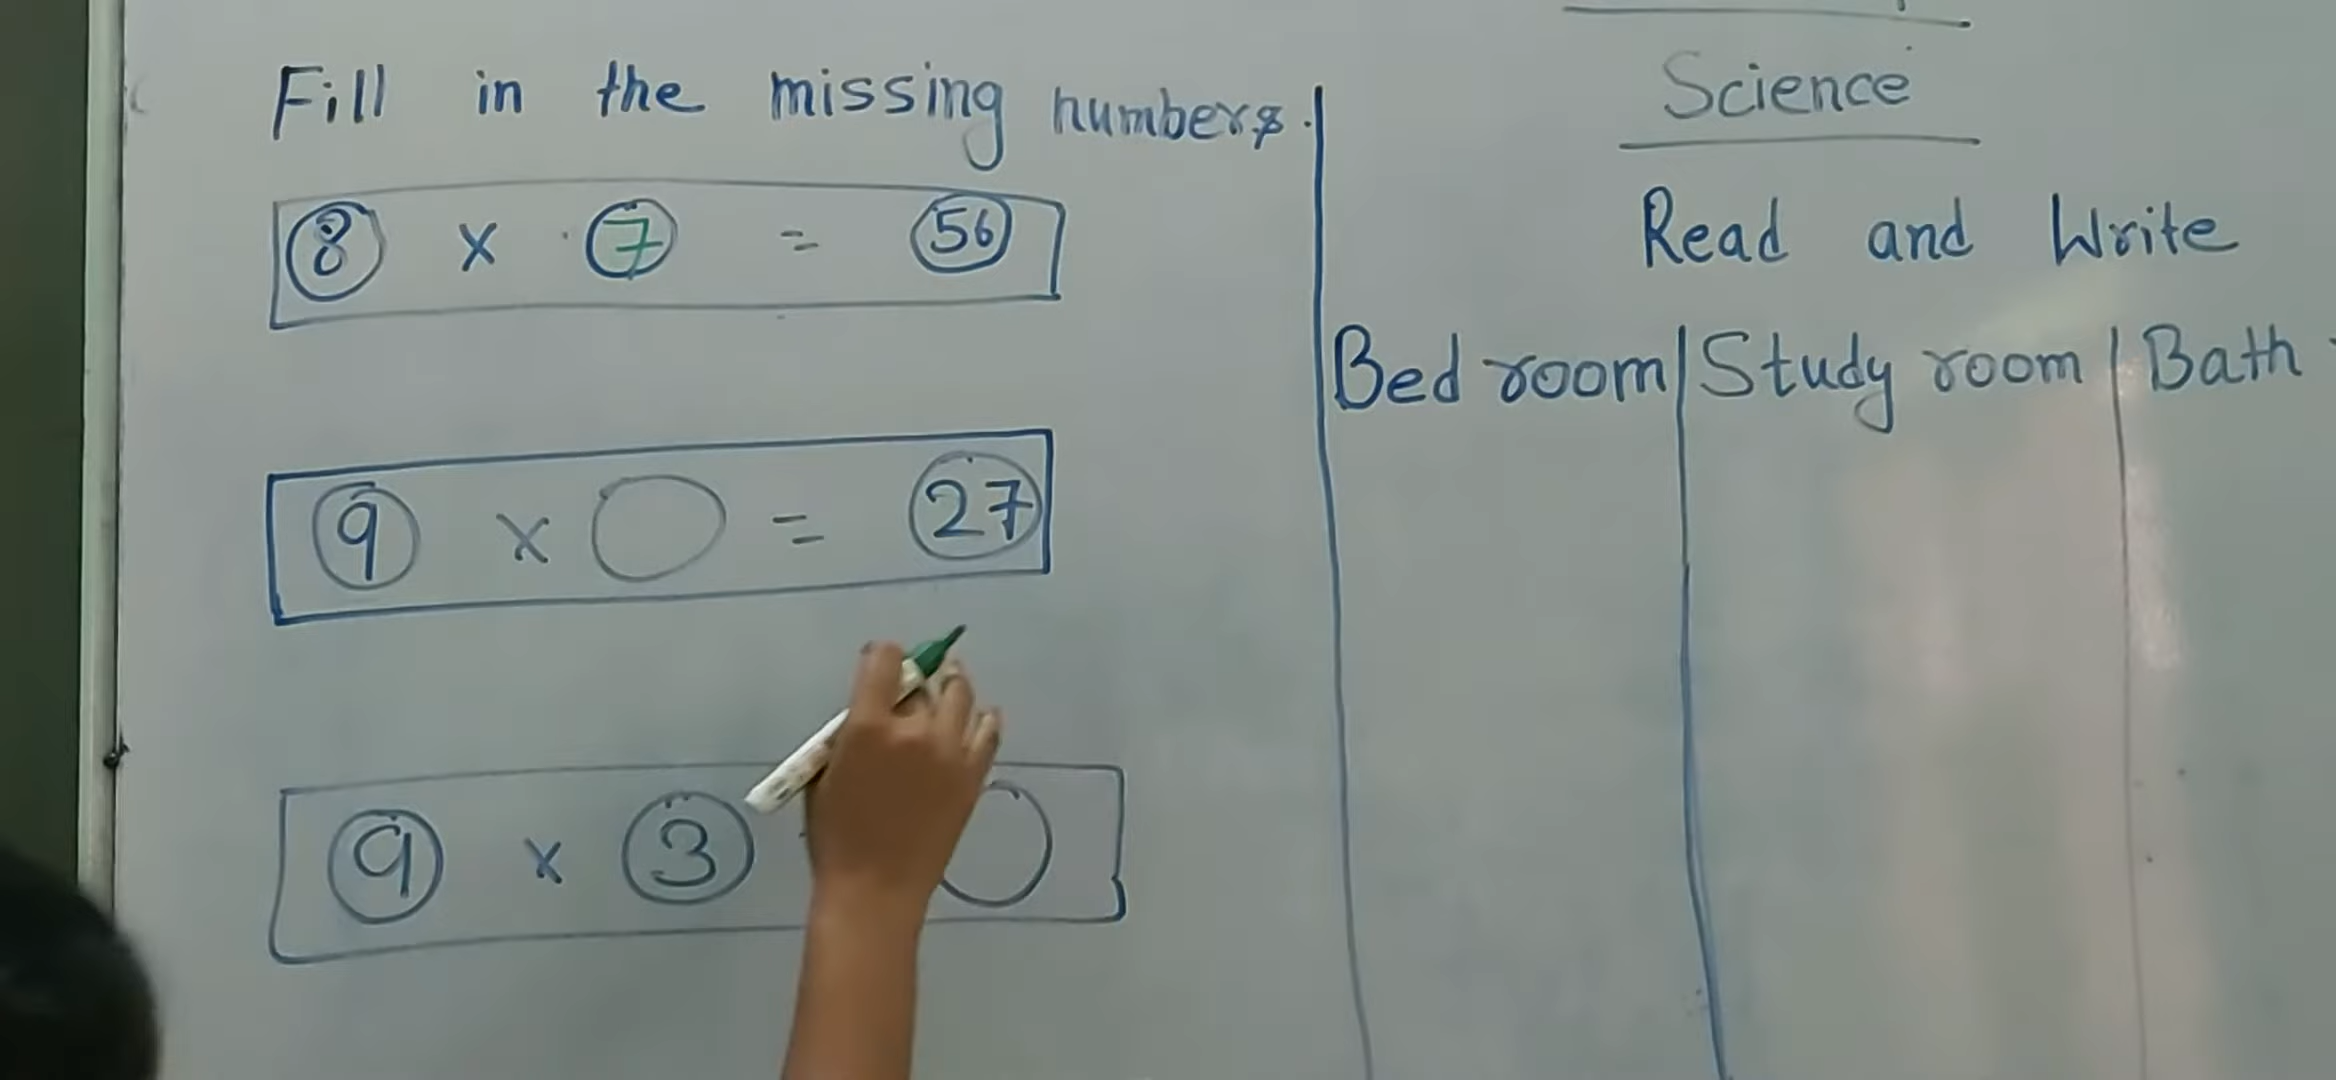 Fill in the missing numbers.
8 x 7 = 56
9 x = 27
9 x 3
Science
Read and Write
Bed room | Study room | Bath